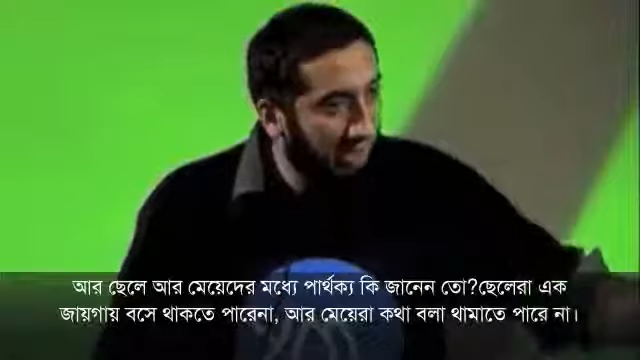 আর ছেলে আর মেয়েদের মধ্যে পার্থক্য কি জানেন তো?ছেলেরা এক
জায়গায় বসে থাকতে পারেনা, আর মেয়েরা কথা বলা থামাতে পারে না।